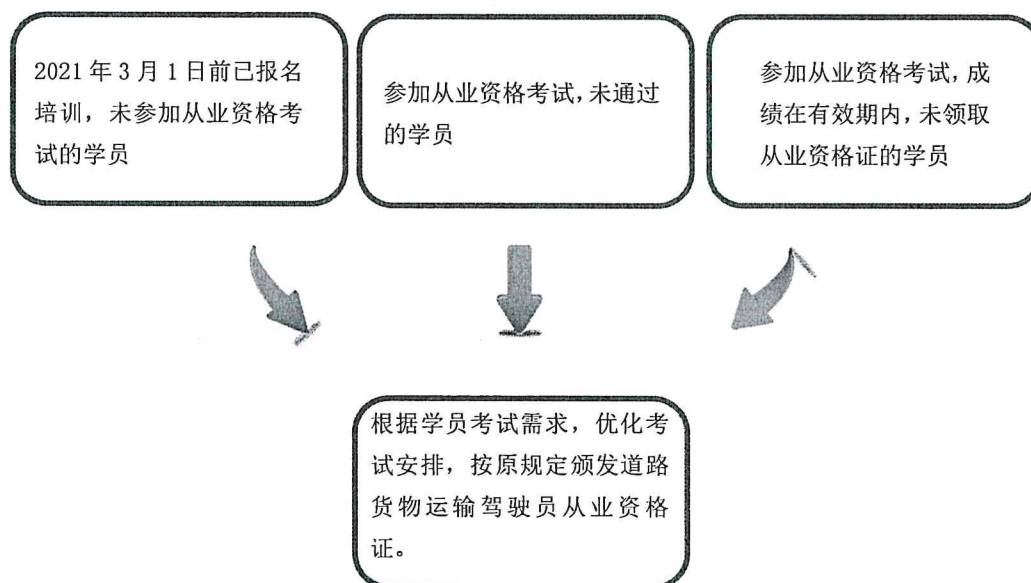 2021 年 3 月 1 日前已报名
培训，未参加从业资格考
试的学员
参加从业资格考试，未通过
的学员
参加从业资格考试，成
绩在有效期内，未领取
从业资格证的学员
根据学员考试需求，优化考
试安排，按原规定颁发道路
货物运输驾驶员从业资格
证。